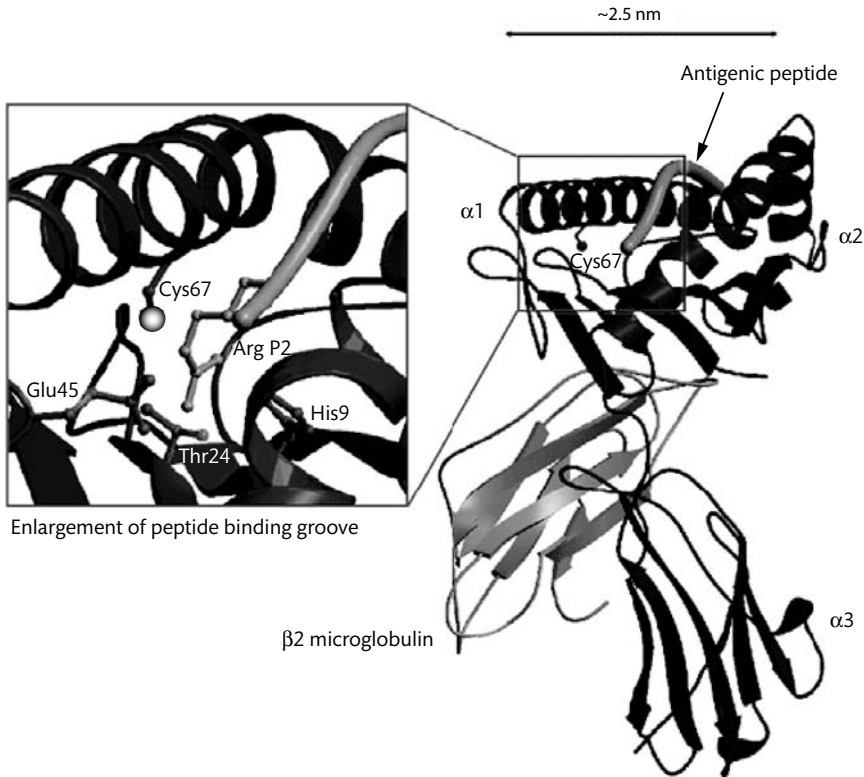 ~2.5 nm
Antigenic peptide
α1
α2
Cys67
Cys67
Arg P2
Glu45
His9
Thr24
Enlargement of peptide binding groove
β2 microglobulin
α3